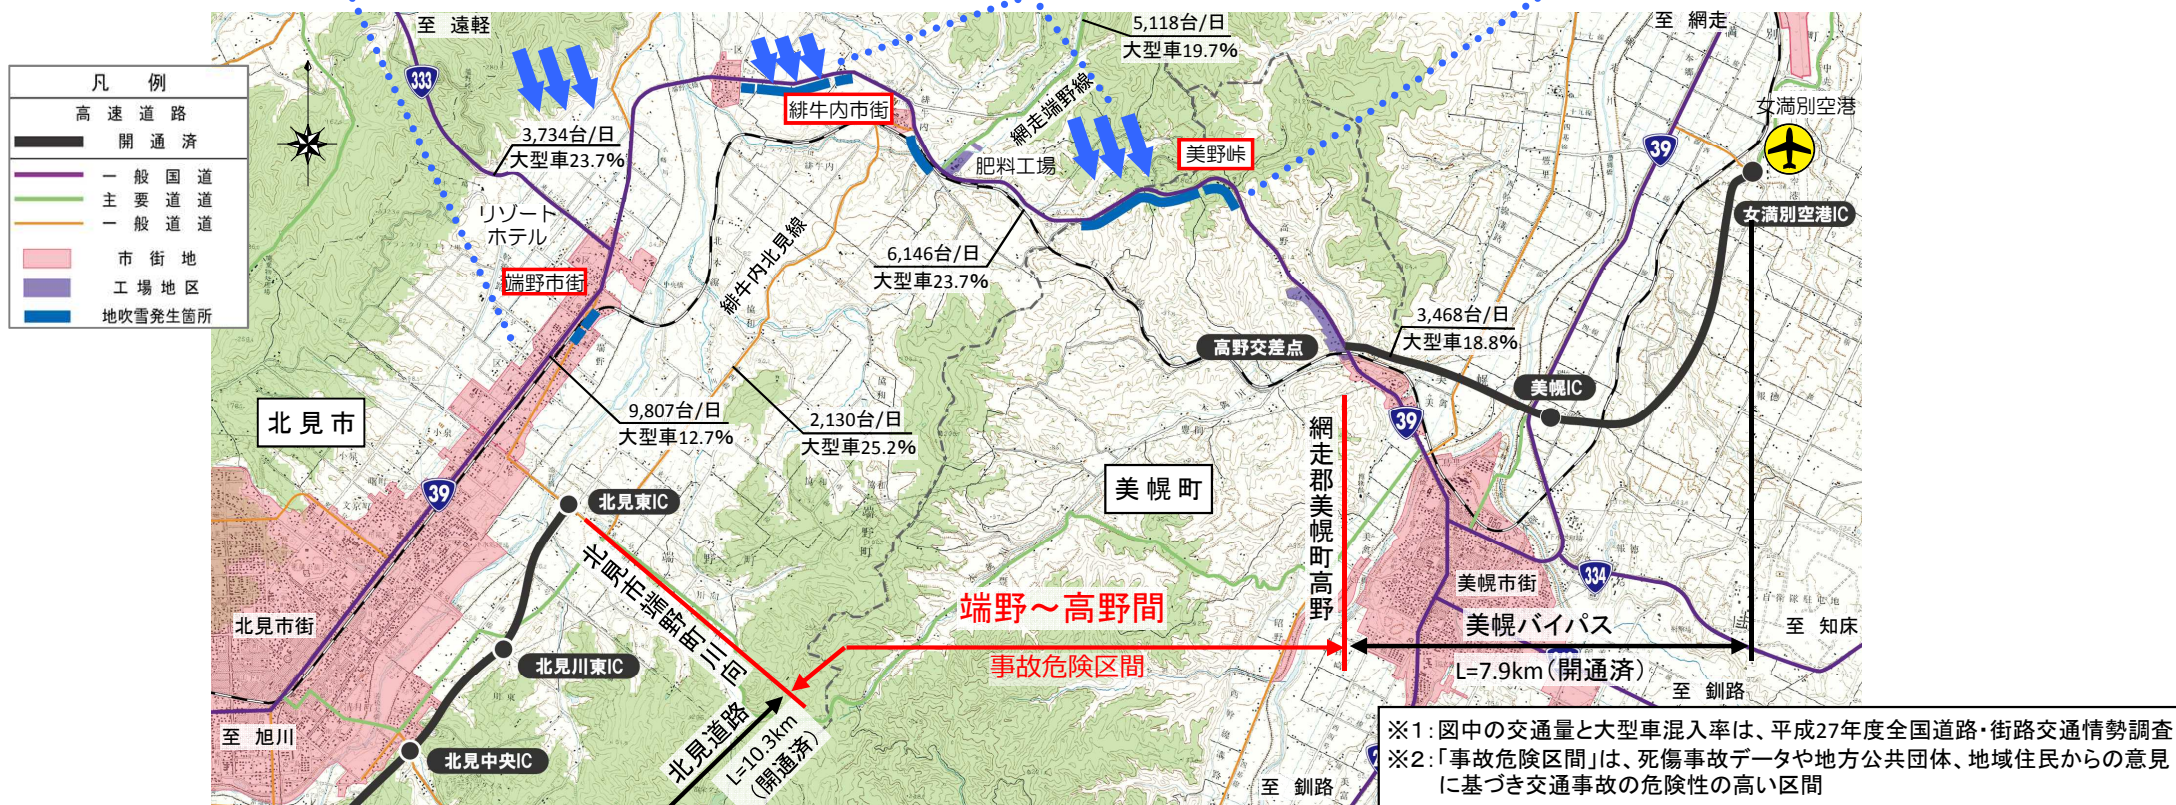 至 遠軽
5,118台/日
大型車19.7%
至 網走
凡 例
高速道路
開通済
一般国道
主要道道
一般道道
市街地
工場地区
地吹雪発生箇所
333
3,734台/日
大型車23.7%
緋牛内市街
網走端野線
肥料工場
美野峠
39
女満別空港
女満別空港IC
リゾート
ホテル
端野市街
緋牛内北見線
6,146台/日
大型車23.7%
3,468台/日
大型車18.8%
高野交差点
美幌IC
北見市
9,807台/日
大型車12.7%
2,130台/日
大型車25.2%
39
39
北見東IC
美幌町
網走郡美幌町高野
北見市端野町川向
端野～高野間
事故危険区間
美幌市街
334
美幌バイパス
L=7.9km（開通済）
至 知床
至 釧路
北見市街
北見川東IC
至 旭川
北見中央IC
北見道路
L=10.3km
（開通済）
至 釧路
※1：図中の交通量と大型車混入率は、平成27年度全国道路・街路交通情勢調査
※2：「事故危険区間」は、死傷事故データや地方公共団体、地域住民からの意見
に基づき交通事故の危険性の高い区間